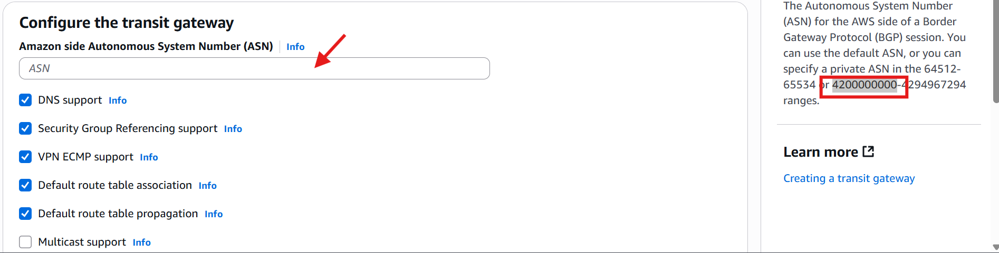 Configure the transit gateway
Amazon side Autonomous System Number (ASN) Info
ASN
DNS support Info
Security Group Referencing support Info
VPN ECMP support Info
Default route table association Info
Default route table propagation Info
Multicast support Info
The Autonomous System Number
(ASN) for the AWS side of a Border
Gateway Protocol (BGP) session. You
can use the default ASN, or you can
specify a private ASN in the 64512-
65534 or 4200000000-4294967294
ranges.
Learn more
Creating a transit gateway